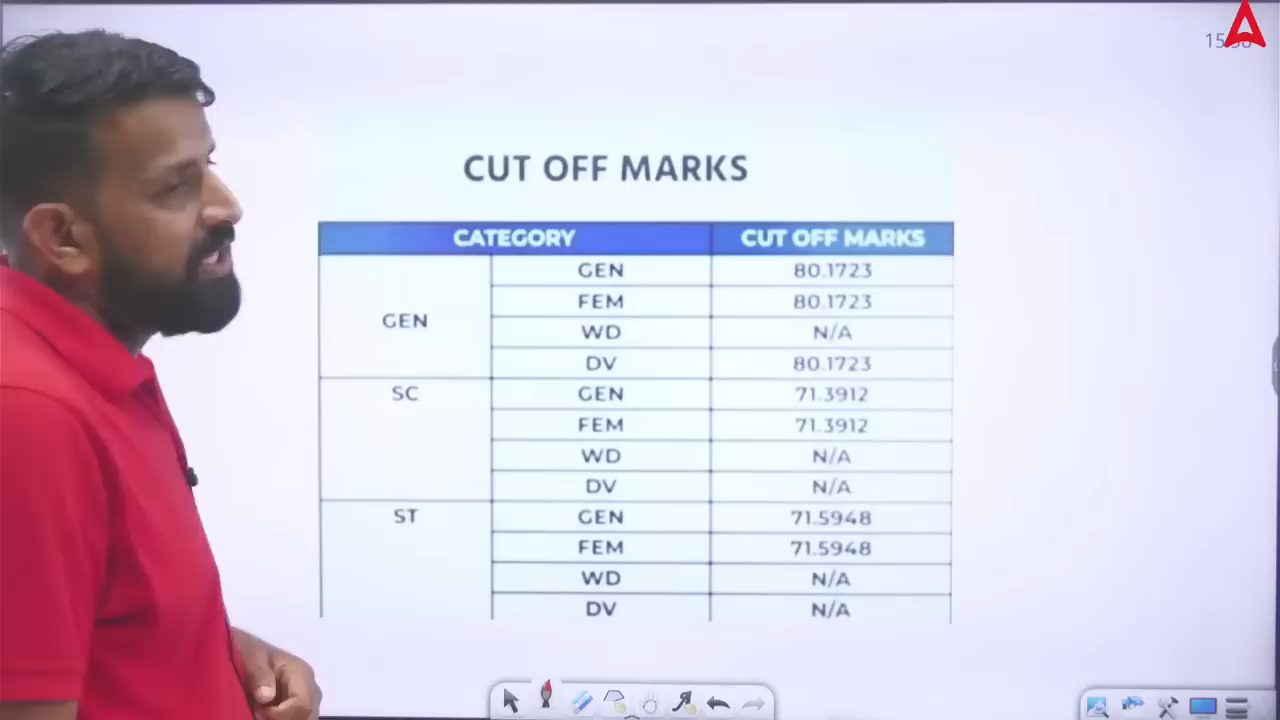 CUT OFF MARKS
CATEGORY CUT OFF MARKS
GEN GEN 80.1723
FEM 80.1723
WD N/A
DV 80.1723
SC GEN 71.3912
FEM 71.3912
WD N/A
DV N/A
ST GEN 71.5948
FEM 71.5948
WD N/A
DV N/A